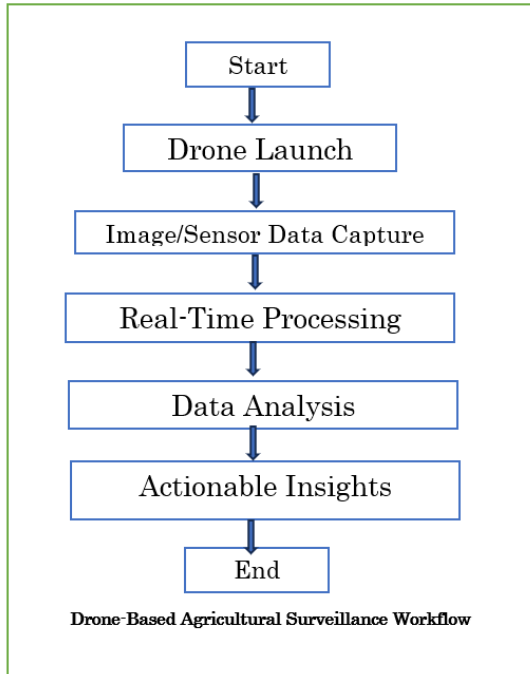 Start
Drone Launch
Image/Sensor Data Capture
Real-Time Processing
Data Analysis
Actionable Insights
End
Drone-Based Agricultural Surveillance Workflow